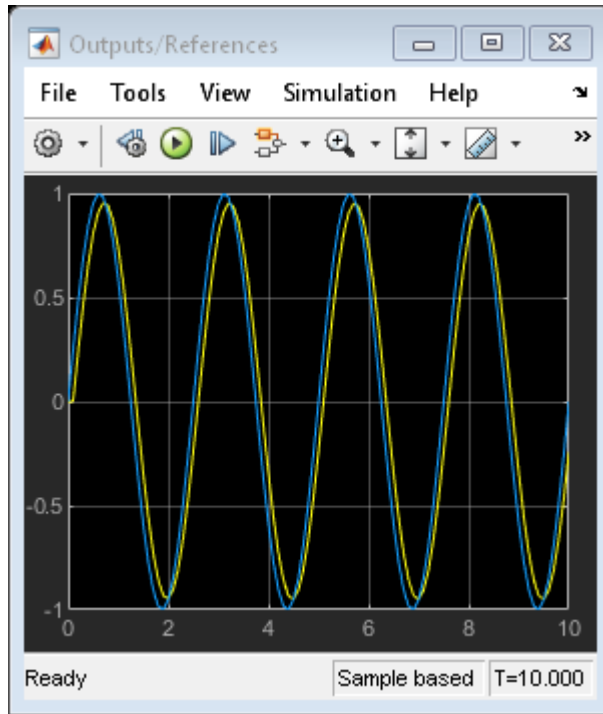 Outputs/References
File Tools View Simulation Help
1
0.5
0
-0.5
-1
0 2 4 6 8 10
Ready Sample based T=10.000